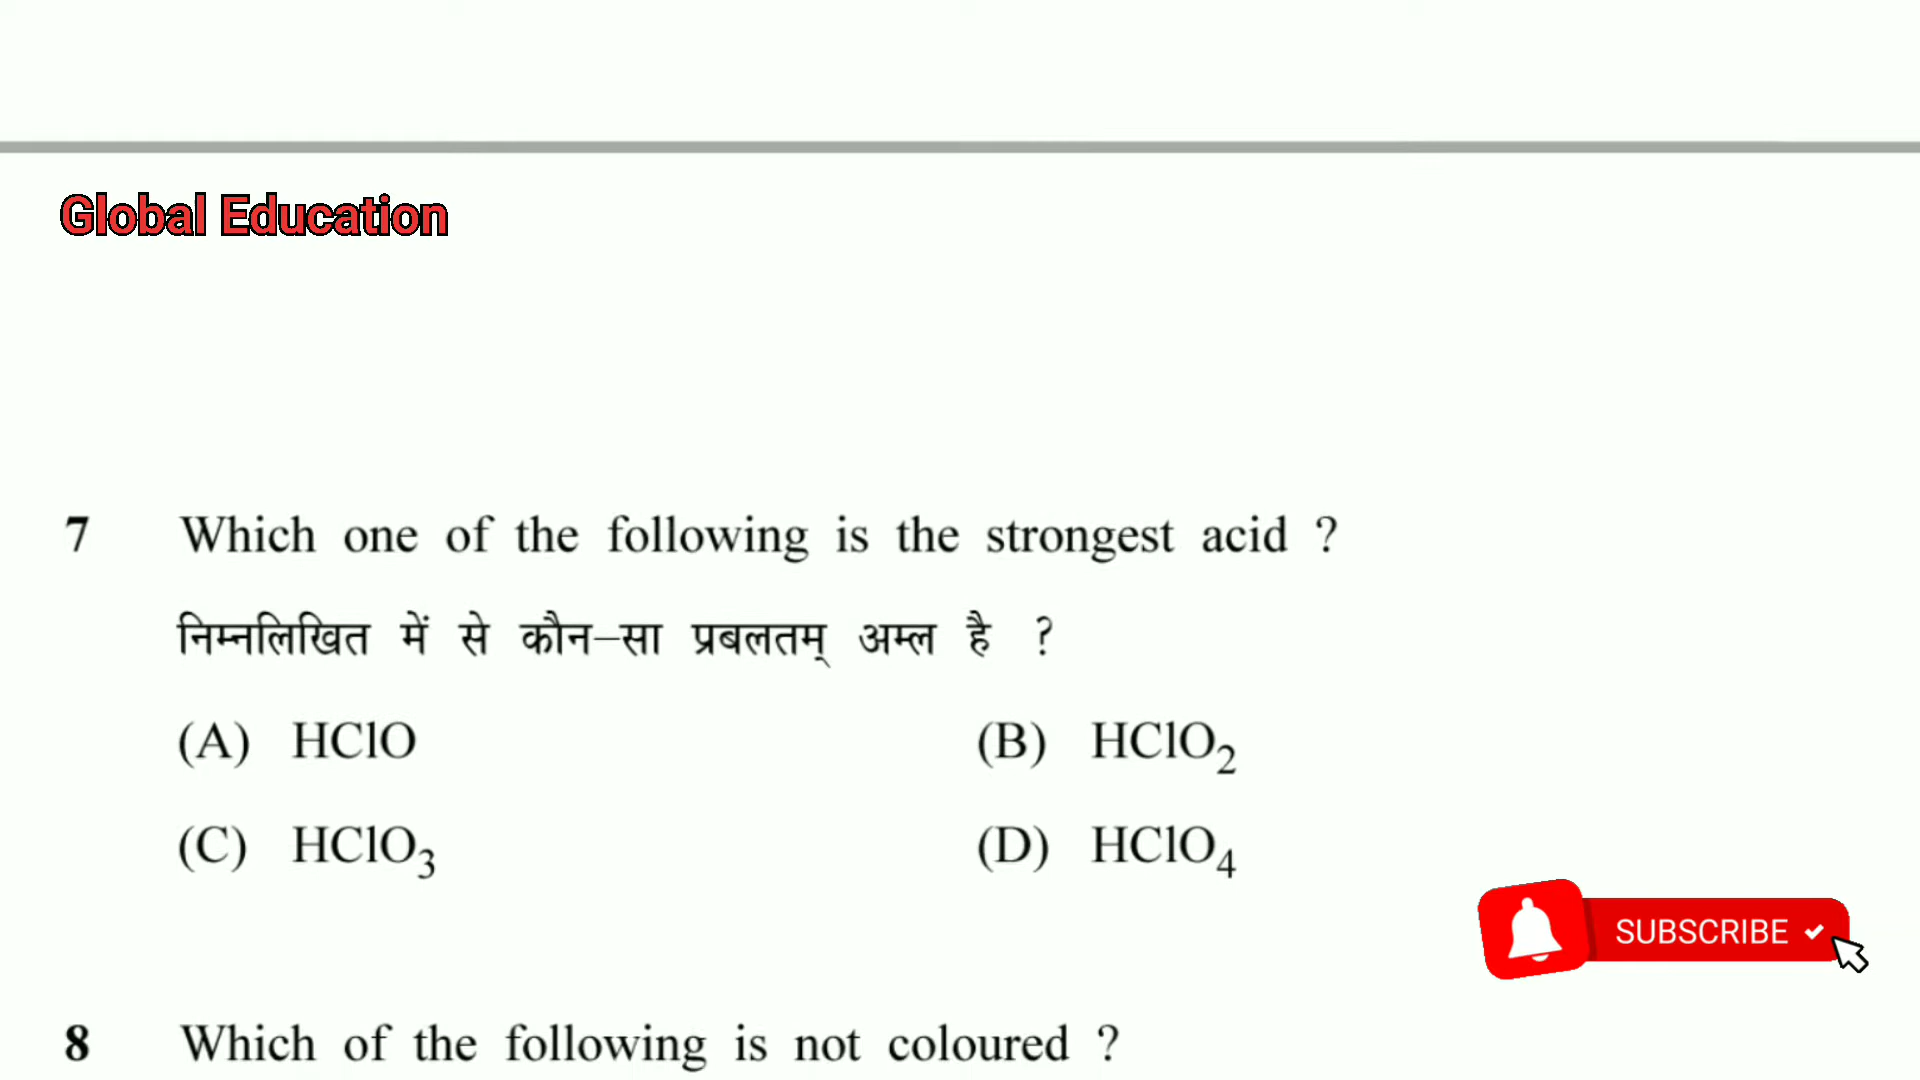 Global Education
7 Which one of the following is the strongest acid ?
निम्नलिखित में से कौन–सा प्रबलतम् अम्ल है ?
(A) HClO (B) HClO₂
(C) HClO₃ (D) HClO₄
SUBSCRIBE
8 Which of the following is not coloured ?